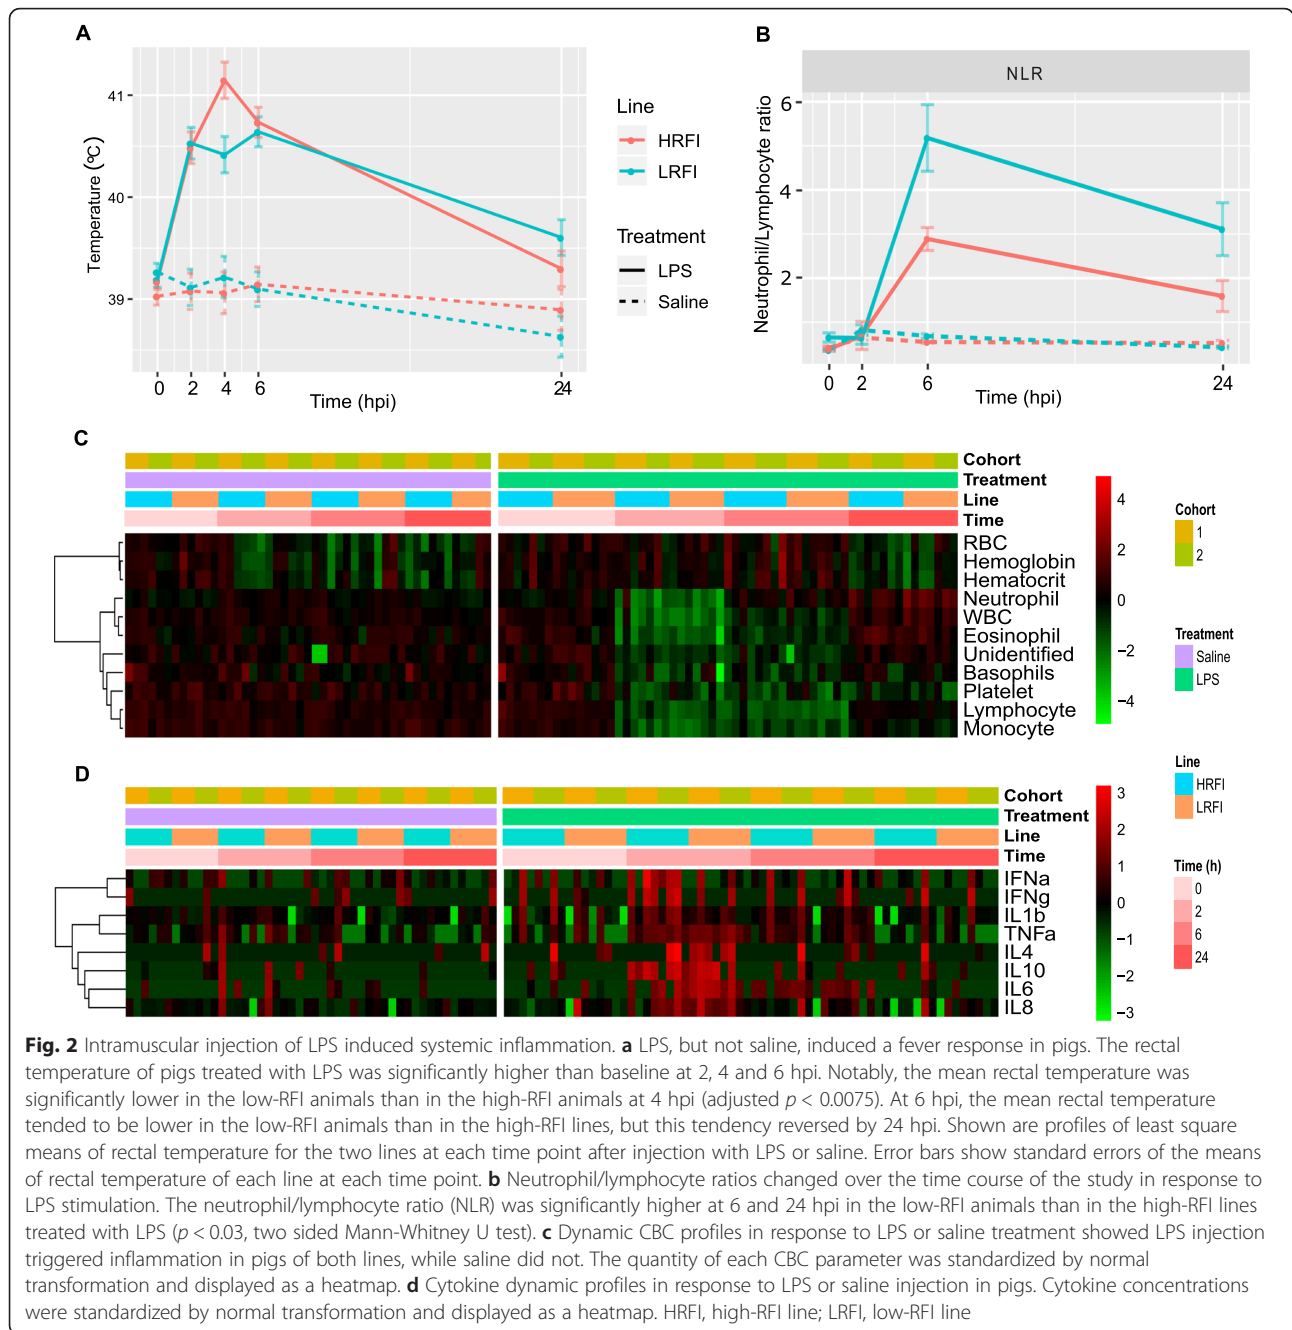 A
41
40
39
Temperature (ºC)
0 2 4 6 24
Time (hpi)
Line
HRFI
LRFI
Treatment
LPS
Saline
B
NLR
6
4
2
Neutrophil/Lymphocyte ratio
0 2 6 24
Time (hpi)
C
Cohort
Treatment
Line
Time
RBC
Hemoglobin
Hematocrit
Neutrophil
WBC
Eosinophil
Unidentified
Basophils
Platelet
Lymphocyte
Monocyte
4
2
0
−2
−4
Cohort
1
2
Treatment
Saline
LPS
Line
HRFI
LRFI
Time (h)
0
2
6
24
D
Cohort
Treatment
Line
Time
IFNa
IFNg
IL1b
TNFa
IL4
IL10
IL6
IL8
3
2
1
0
−1
−2
−3
Fig. 2 Intramuscular injection of LPS induced systemic inflammation. a LPS, but not saline, induced a fever response in pigs. The rectal
temperature of pigs treated with LPS was significantly higher than baseline at 2, 4 and 6 hpi. Notably, the mean rectal temperature was
significantly lower in the low-RFI animals than in the high-RFI animals at 4 hpi (adjusted p < 0.0075). At 6 hpi, the mean rectal temperature
tended to be lower in the low-RFI animals than in the high-RFI lines, but this tendency reversed by 24 hpi. Shown are profiles of least square
means of rectal temperature for the two lines at each time point after injection with LPS or saline. Error bars show standard errors of the means
of rectal temperature of each line at each time point. b Neutrophil/lymphocyte ratios changed over the time course of the study in response to
LPS stimulation. The neutrophil/lymphocyte ratio (NLR) was significantly higher at 6 and 24 hpi in the low-RFI animals than in the high-RFI lines
treated with LPS (p < 0.03, two sided Mann-Whitney U test). c Dynamic CBC profiles in response to LPS or saline treatment showed LPS injection
triggered inflammation in pigs of both lines, while saline did not. The quantity of each CBC parameter was standardized by normal
transformation and displayed as a heatmap. d Cytokine dynamic profiles in response to LPS or saline injection in pigs. Cytokine concentrations
were standardized by normal transformation and displayed as a heatmap. HRFI, high-RFI line; LRFI, low-RFI line